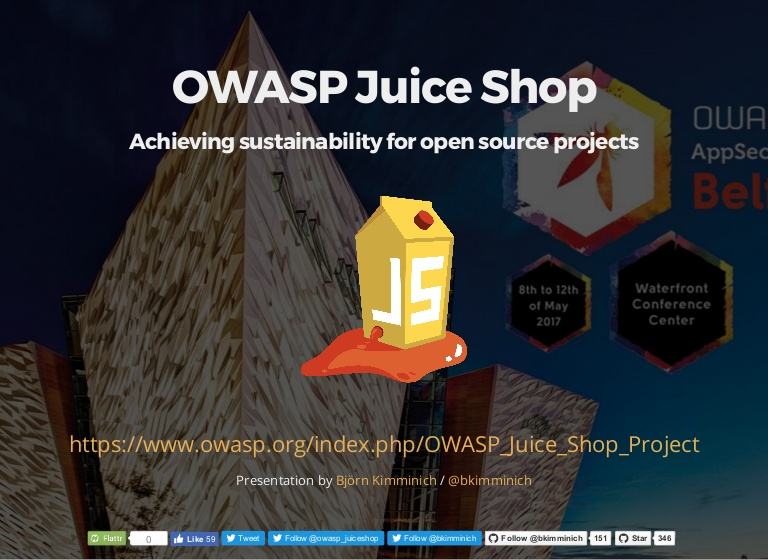 OWASP Juice Shop
Achieving sustainability for open source projects
OWA
AppSec
Bel
8th to 12th
of May
2017
Waterfront
Conference
Center
JS
https://www.owasp.org/index.php/OWASP_Juice_Shop_Project
Presentation by Björn Kimminich / @bkimminich
Flattr 0 Like 59 Tweet Follow @owasp_juiceshop Follow @bkimminich Follow @bkimminich 151 Star 346